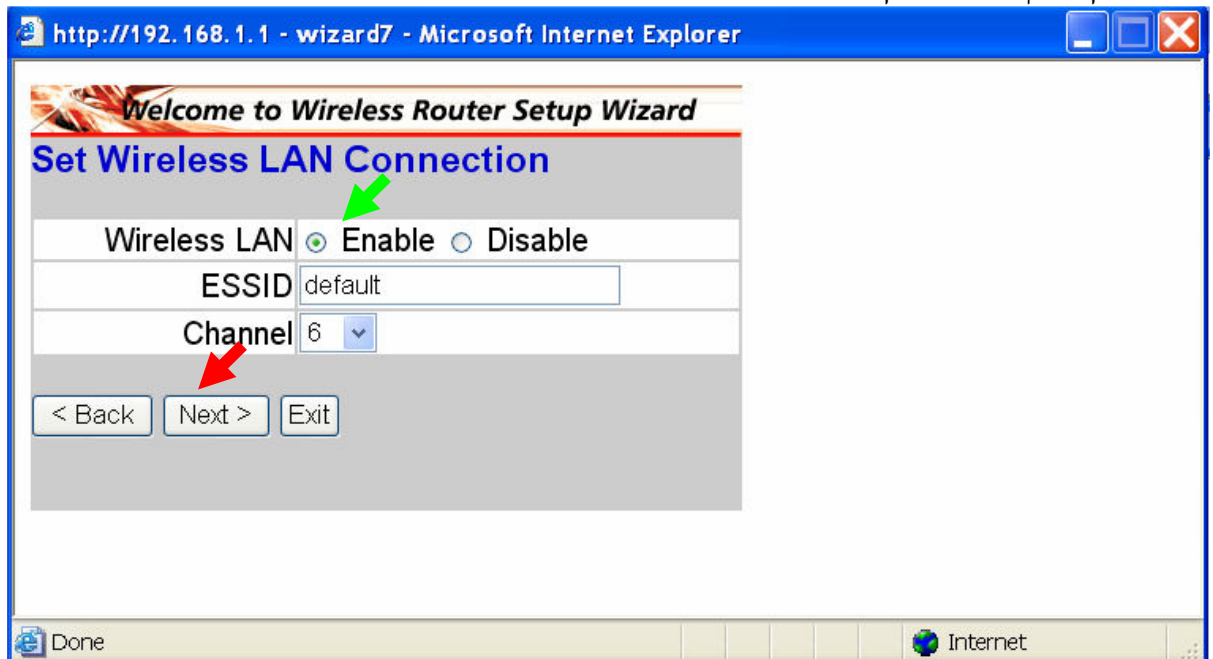 http://192.168.1.1 - wizard7 - Microsoft Internet Explorer
Welcome to Wireless Router Setup Wizard
Set Wireless LAN Connection
Wireless LAN Enable Disable
ESSID default
Channel 6
< Back Next > Exit
Done Internet